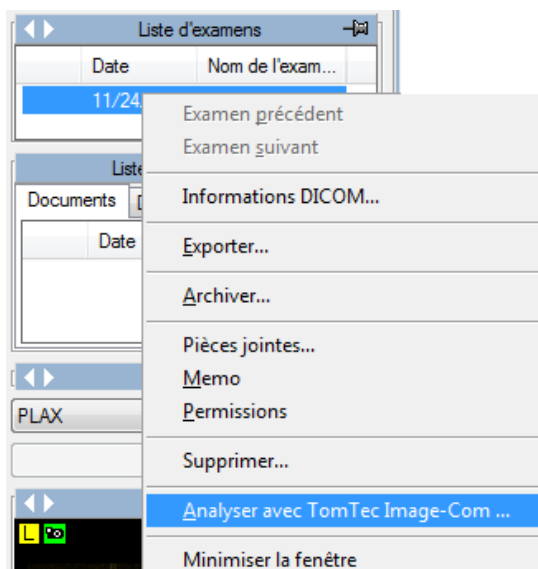 Liste d'examens
Date Nom de l'exam...
11/24
Examen précédent
Examen suivant
Liste
Documents
Informations DICOM...
Date
Exporter...
Archiver...
Pièces jointes...
Memo
PLAX
Permissions
Supprimer...
Analyser avec TomTec Image-Com ...
L
Minimiser la fenêtre